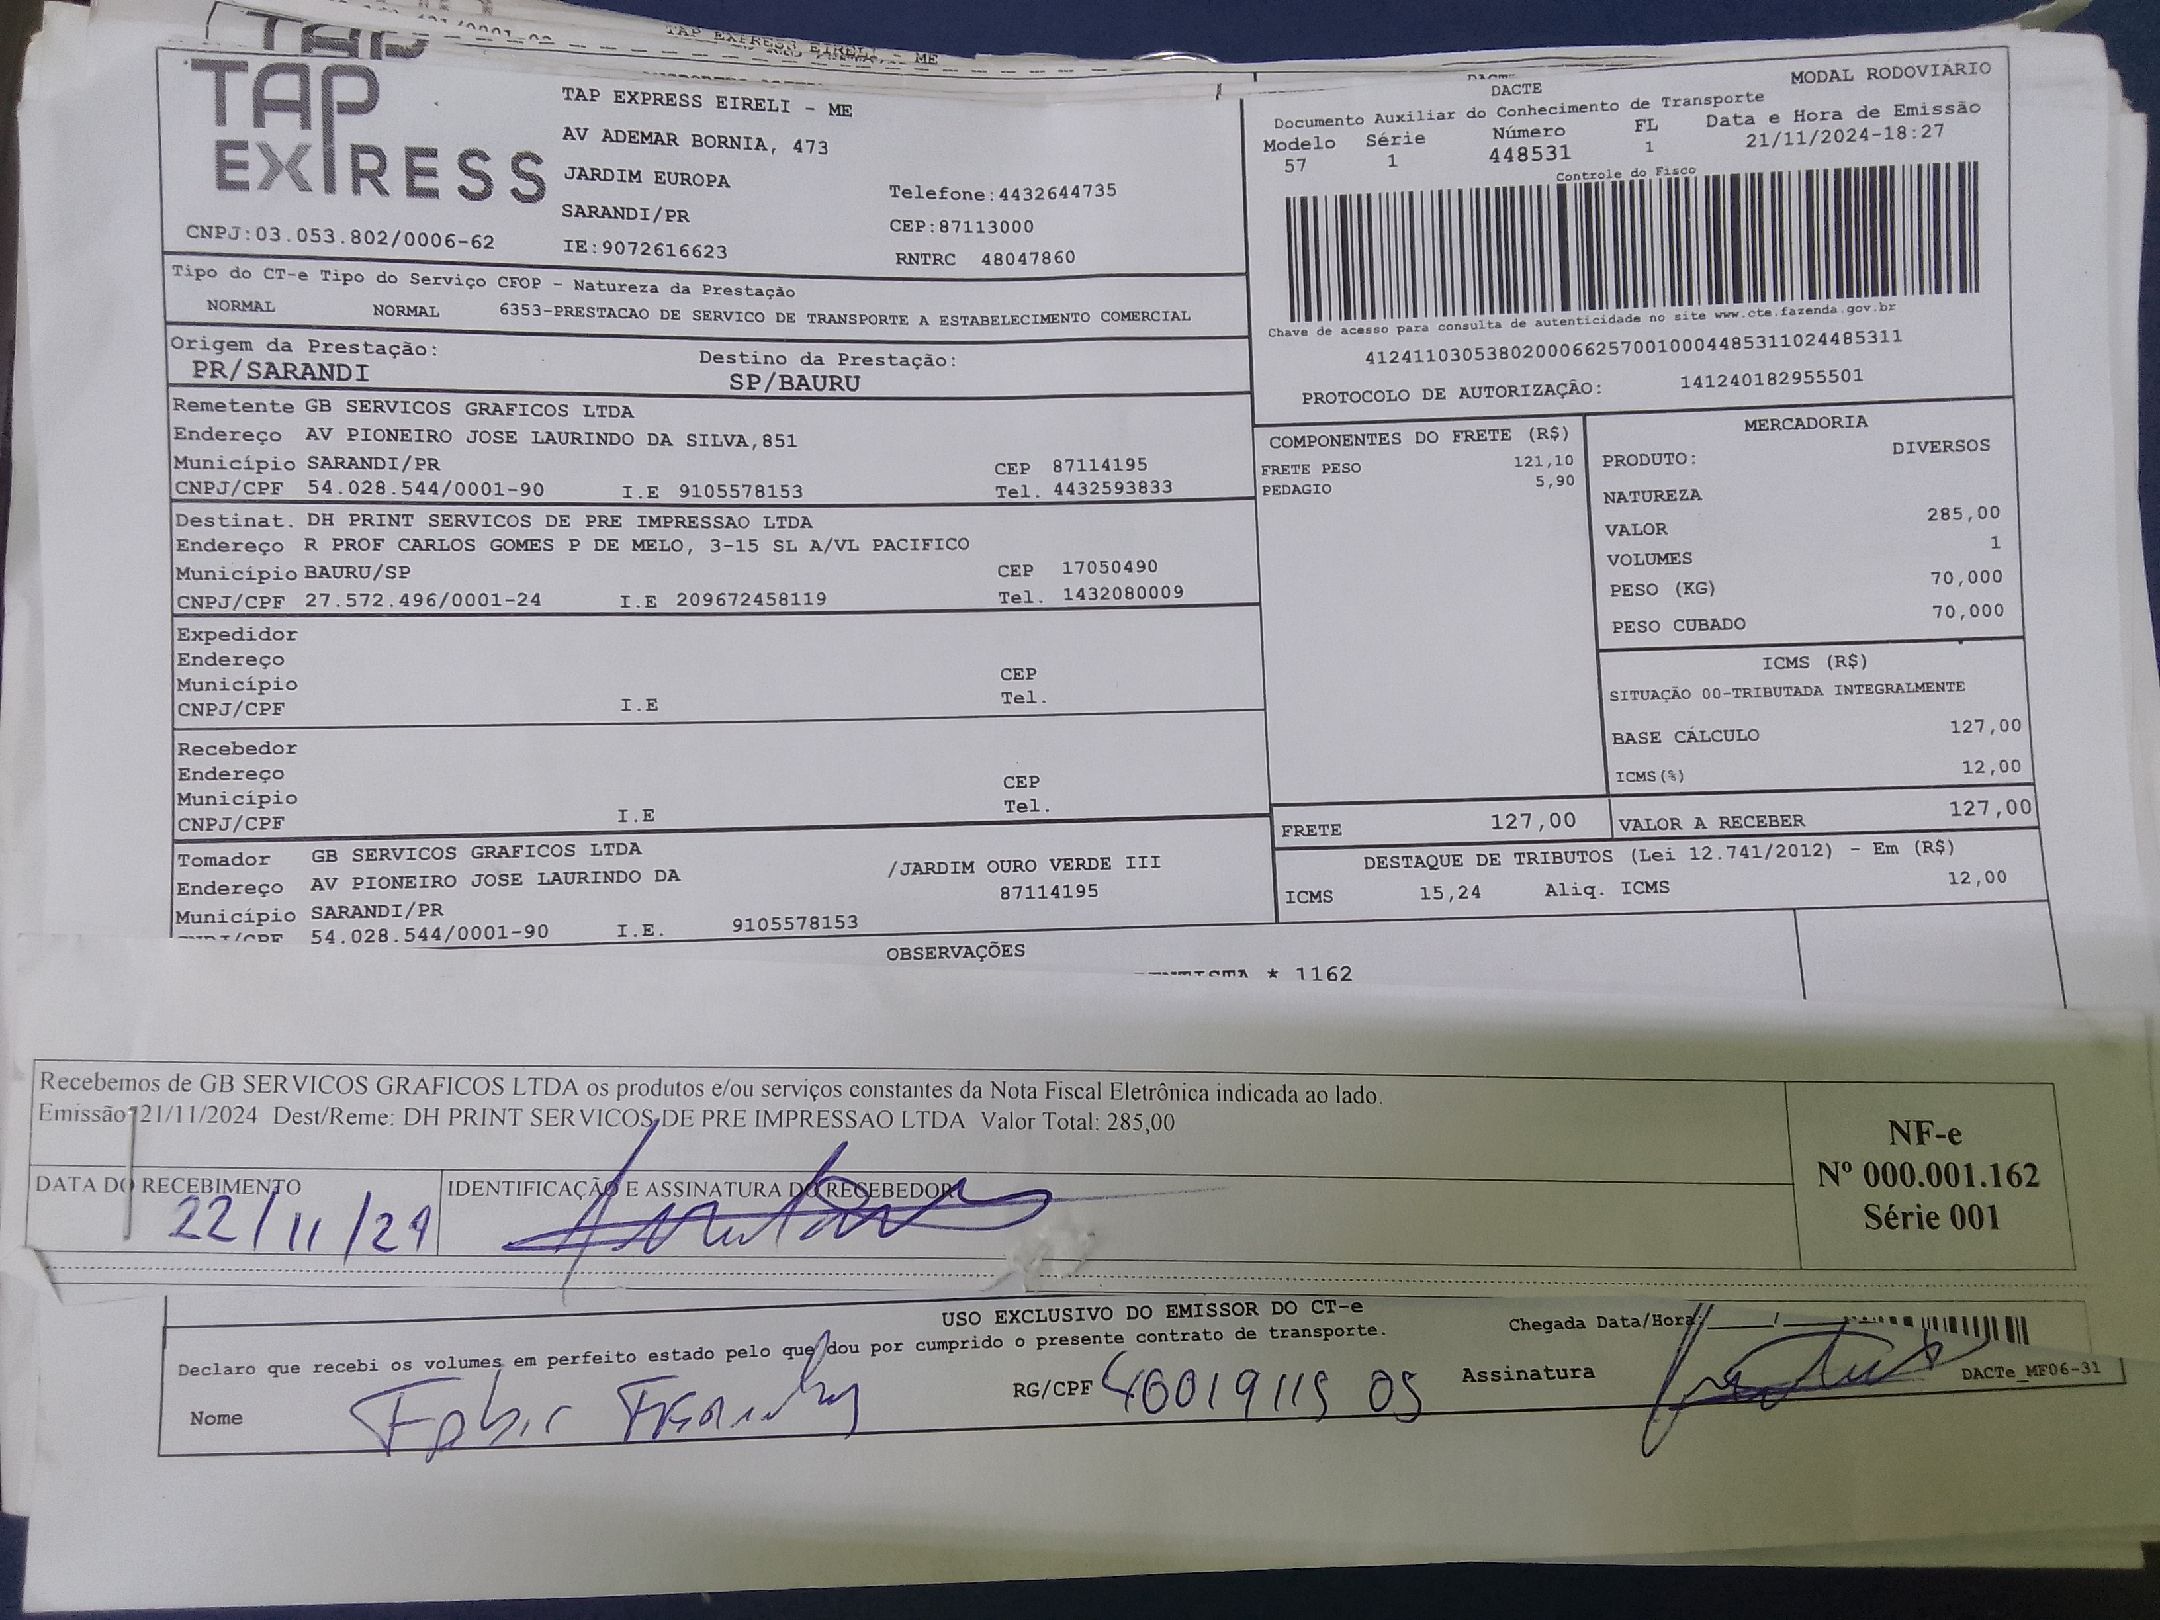 TAP EXPRESS EIRELI - ME
TAP
EXPRESS
CNPJ:03.053.802/0006-62
TAP EXPRESS EIRELI - ME
AV ADEMAR BORNIA, 473
JARDIM EUROPA
SARANDI/PR
IE:9072616623
Telefone:4432644735
CEP:87113000
RNTRC 48047860
DACTE
MODAL RODOVIÁRIO
Documento Auxiliar do Conhecimento de Transporte
Modelo Série Número FL Data e Hora de Emissão
57 1 448531 1 21/11/2024-18:27
Controle do Fisco
Chave de acesso para consulta de autenticidade no site www.cte.fazenda.gov.br
41241103053802000662570010004485311024485311
PROTOCOLO DE AUTORIZAÇÃO: 141240182955501
Tipo do CT-e Tipo do Serviço CFOP - Natureza da Prestação
NORMAL NORMAL 6353-PRESTACAO DE SERVICO DE TRANSPORTE A ESTABELECIMENTO COMERCIAL
Origem da Prestação: Destino da Prestação:
PR/SARANDI SP/BAURU
Remetente GB SERVICOS GRAFICOS LTDA
Endereço AV PIONEIRO JOSE LAURINDO DA SILVA,851
Município SARANDI/PR CEP 87114195
CNPJ/CPF 54.028.544/0001-90 I.E 9105578153 Tel. 4432593833
Destinat. DH PRINT SERVICOS DE PRE IMPRESSAO LTDA
Endereço R PROF CARLOS GOMES P DE MELO, 3-15 SL A/VL PACIFICO
Município BAURU/SP CEP 17050490
CNPJ/CPF 27.572.496/0001-24 I.E 209672458119 Tel. 1432080009
Expedidor
Endereço
Município CEP
CNPJ/CPF I.E Tel.
Recebedor
Endereço
Município CEP
CNPJ/CPF I.E Tel.
Tomador GB SERVICOS GRAFICOS LTDA
Endereço AV PIONEIRO JOSE LAURINDO DA /JARDIM OURO VERDE III
Município SARANDI/PR 87114195
54.028.544/0001-90 I.E. 9105578153
COMPONENTES DO FRETE (R$)
FRETE PESO 121,10
PEDAGIO 5,90
MERCADORIA
PRODUTO: DIVERSOS
NATUREZA
VALOR 285,00
VOLUMES 1
PESO (KG) 70,000
PESO CUBADO 70,000
ICMS (R$)
SITUAÇÃO 00-TRIBUTADA INTEGRALMENTE
BASE CÁLCULO 127,00
ICMS(%) 12,00
FRETE 127,00 VALOR A RECEBER 127,00
DESTAQUE DE TRIBUTOS (Lei 12.741/2012) - Em (R$)
ICMS 15,24 Aliq. ICMS 12,00
OBSERVAÇÕES
* 1162
Recebemos de GB SERVICOS GRAFICOS LTDA os produtos e/ou serviços constantes da Nota Fiscal Eletrônica indicada ao lado.
Emissão 21/11/2024 Dest/Reme: DH PRINT SERVICOS DE PRE IMPRESSAO LTDA Valor Total: 285,00
DATA DO RECEBIMENTO IDENTIFICAÇÃO E ASSINATURA DO RECEBEDOR
22/11/24
NF-e
Nº 000.001.162
Série 001
USO EXCLUSIVO DO EMISSOR DO CT-e
Declaro que recebi os volumes em perfeito estado pelo que dou por cumprido o presente contrato de transporte.
Chegada Data/Hora:
Nome RG/CPF Assinatura
DACTe_MF06-31